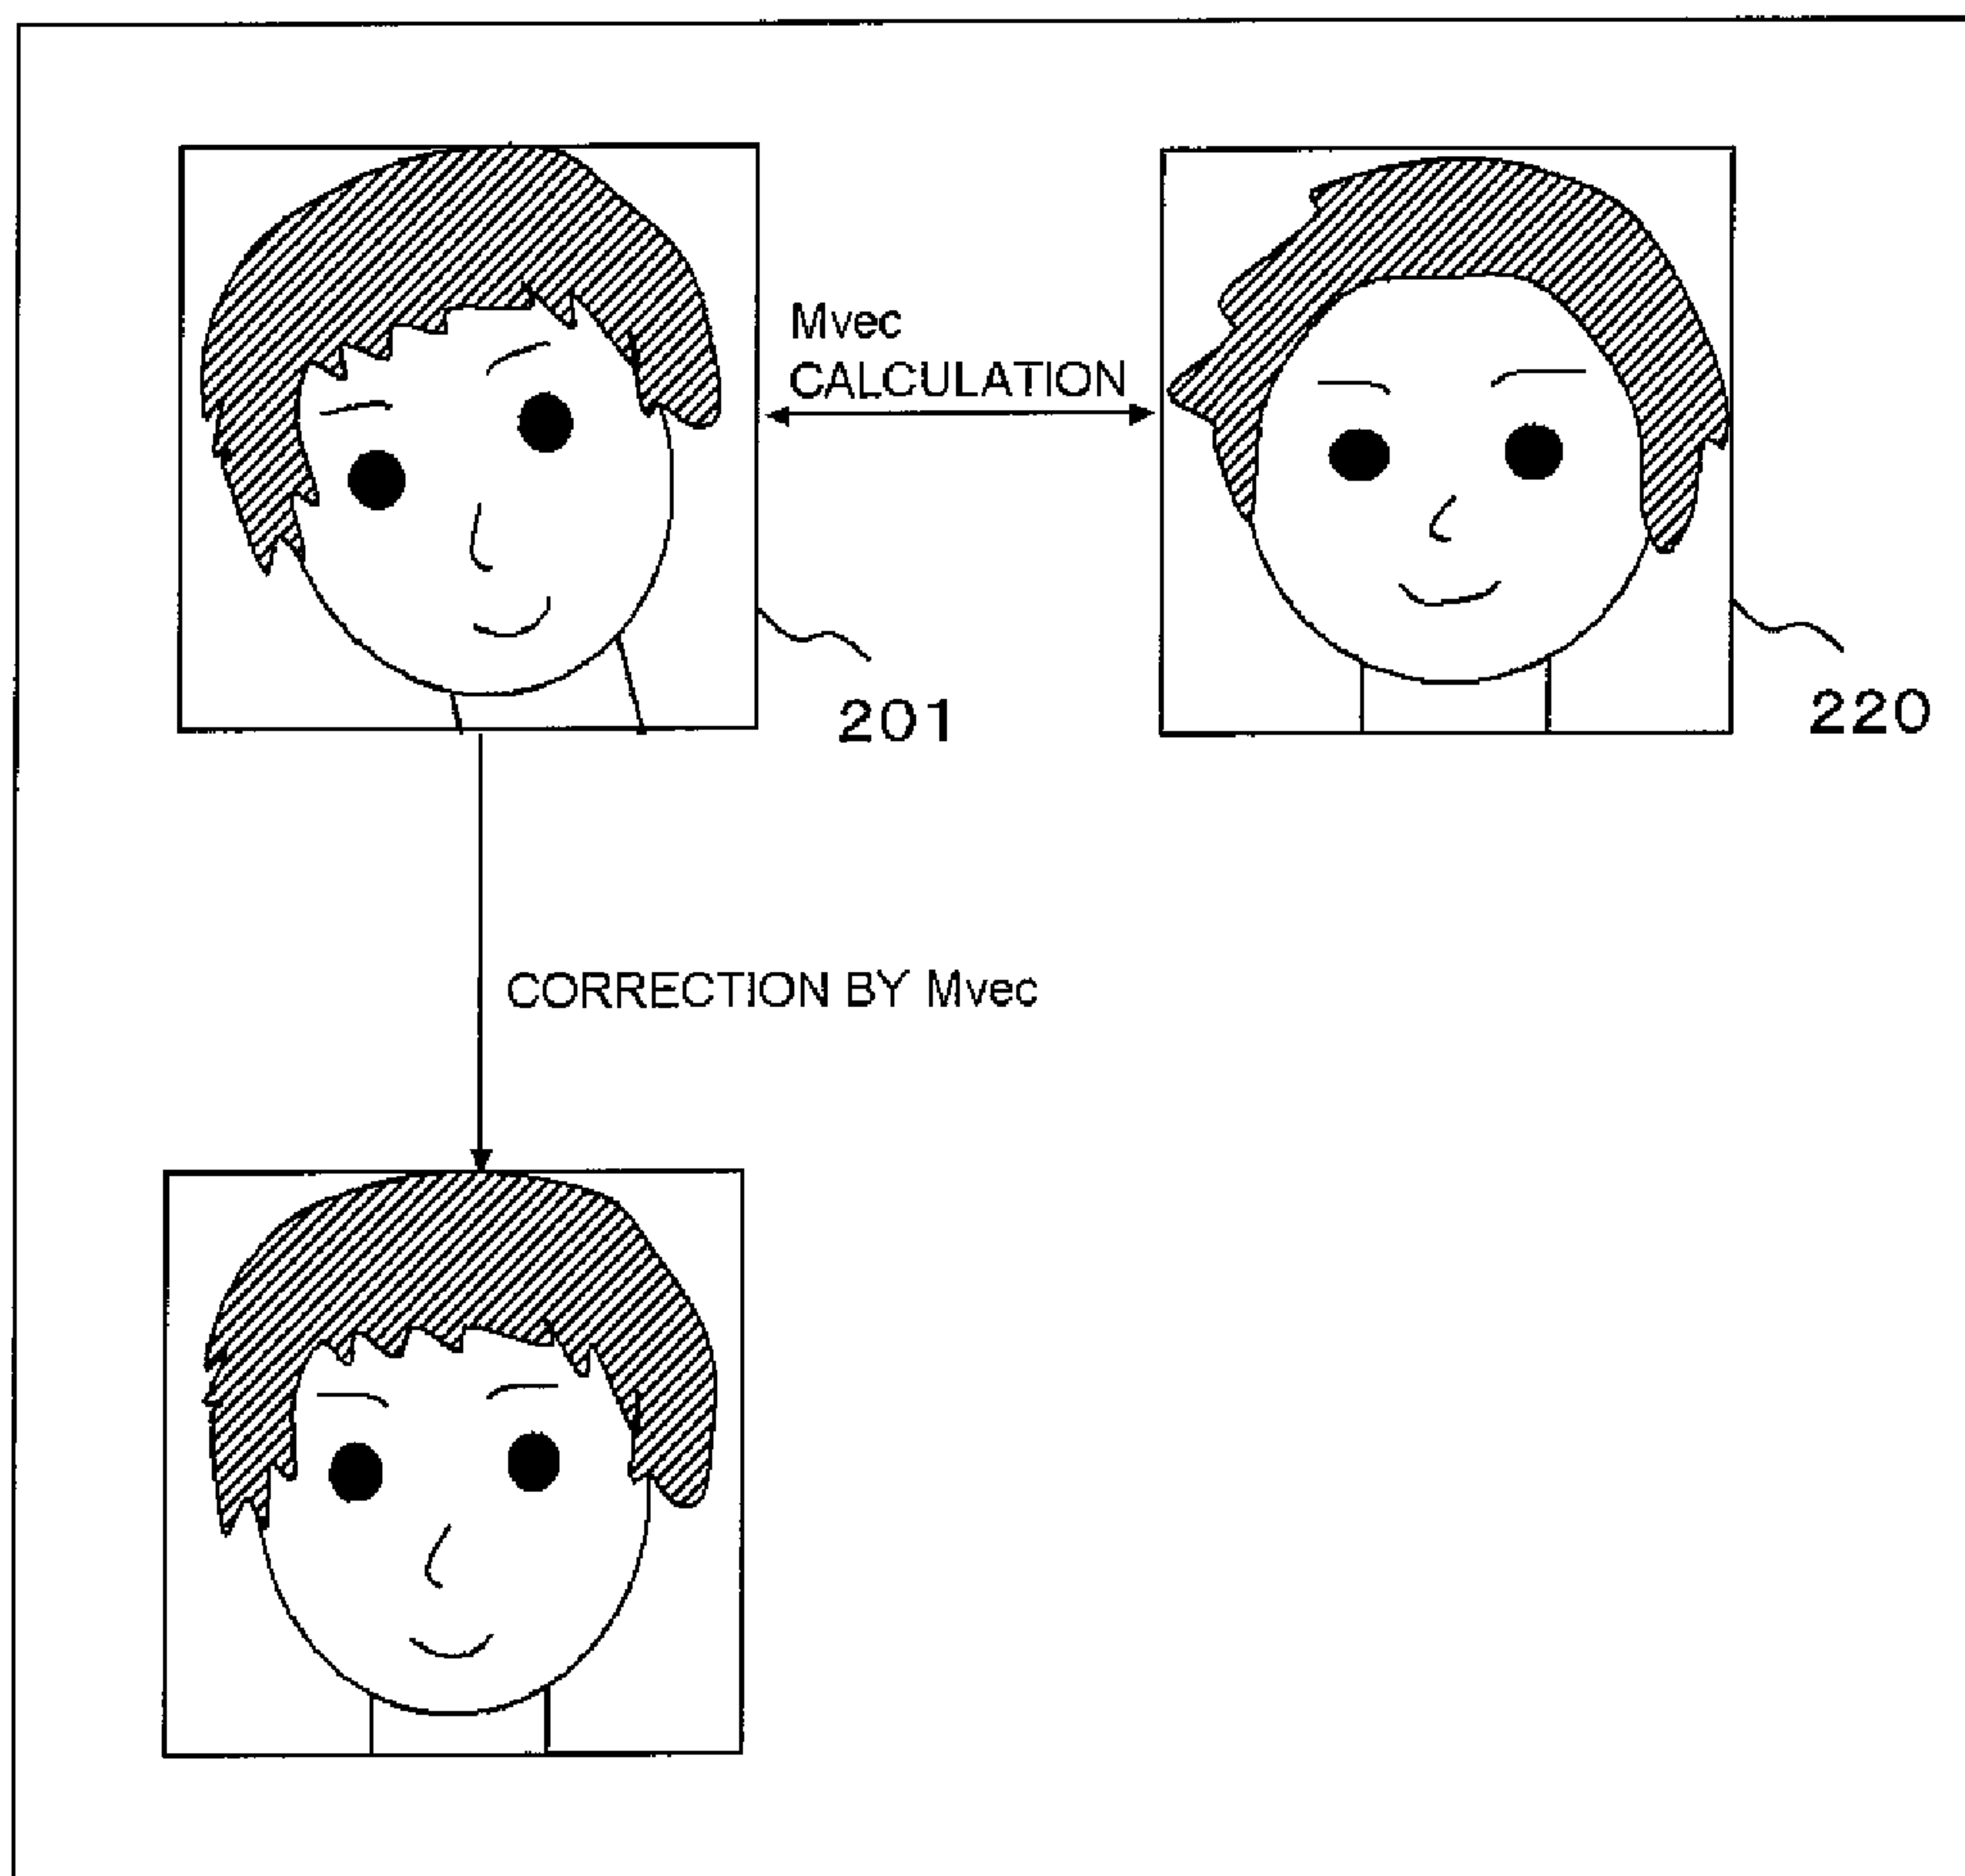 Mvec
CALCULATION
201
220
CORRECTION BY Mvec